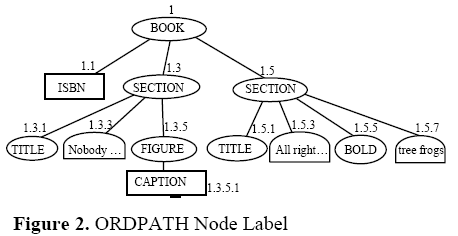 1
BOOK
1.1 1.3 1.5
ISBN SECTION SECTION
1.3.1 1.3.3 1.3.5 1.5.1 1.5.3 1.5.5 1.5.7
TITLE Nobody ... FIGURE TITLE All right... BOLD tree frogs
CAPTION 1.3.5.1
Figure 2. ORDPATH Node Label